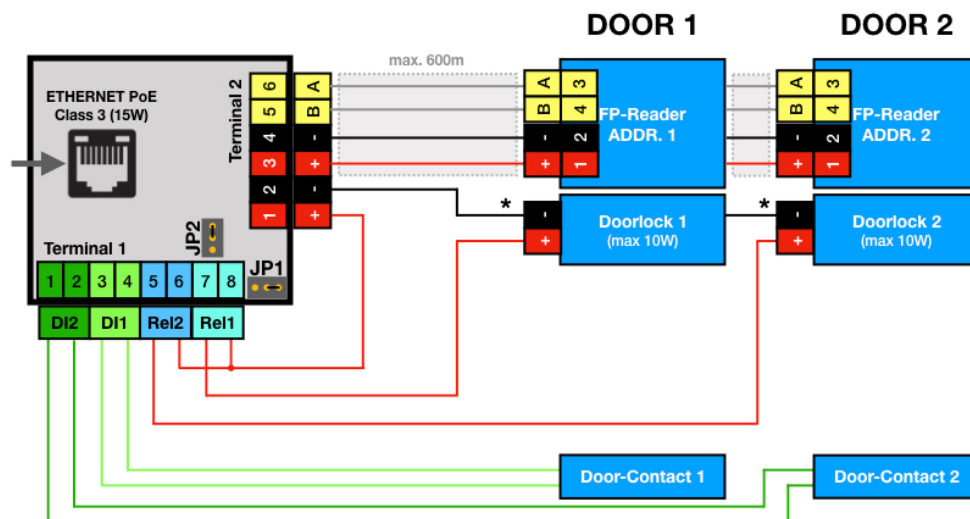 DOOR 1
DOOR 2
max. 600m
ETHERNET PoE
Class 3 (15W)
Terminal 2
6 A
5 B
4 -
3 +
2 -
1 +
A 3
B 4
- 2
+ 1
FP-Reader
ADDR. 1
A 3
B 4
- 2
+ 1
FP-Reader
ADDR. 2
* -
+
Doorlock 1
(max 10W)
* -
+
Doorlock 2
(max 10W)
JP2
Terminal 1
JP1
1 2 3 4 5 6 7 8
DI2 DI1 Rel2 Rel1
Door-Contact 1
Door-Contact 2